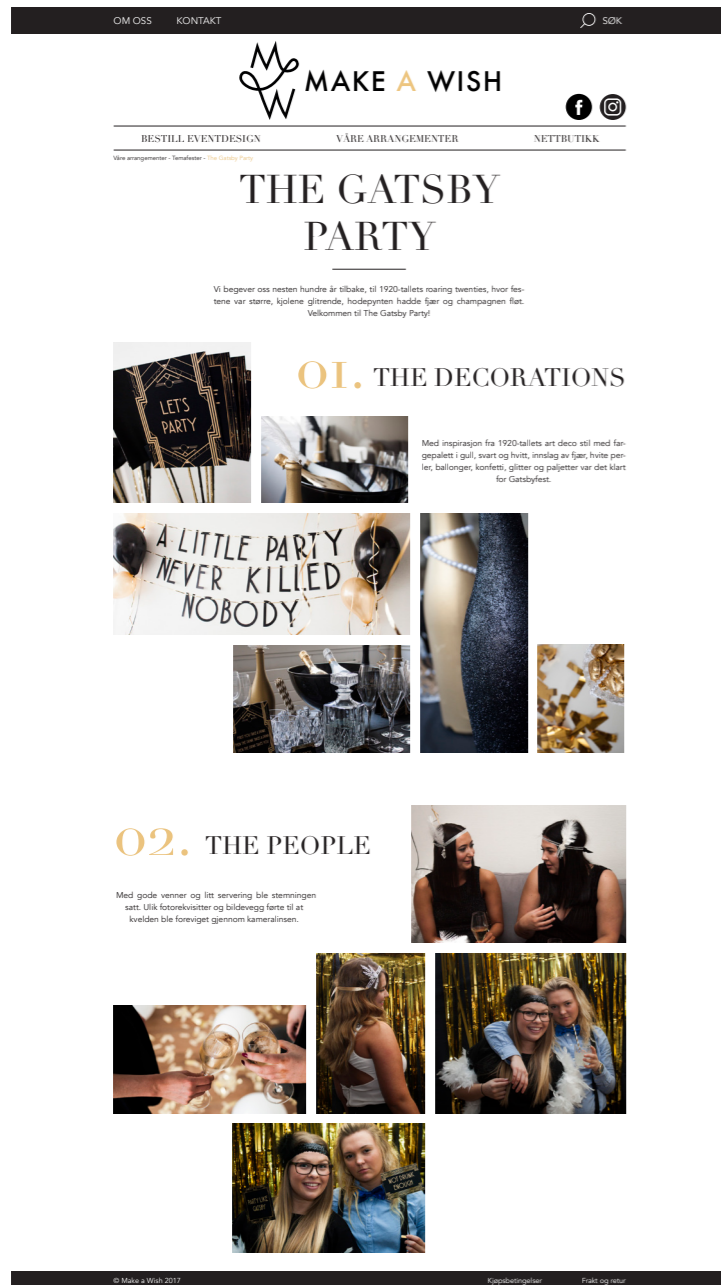 OM OSS KONTAKT SØK
MAKE A WISH
BESTILL EVENTDESIGN VÅRE ARRANGEMENTER NETTBUTIKK
Våre arrangementer - Temafester - The Gatsby Party
THE GATSBY
PARTY
Vi begever oss nesten hundre år tilbake, til 1920-tallets roaring twenties, hvor fes-
tene var større, kjolene glitrende, hodepynten hadde fjær og champagnen fløt.
Velkommen til The Gatsby Party!
LET'S
PARTY
01. THE DECORATIONS
Med inspirasjon fra 1920-tallets art deco stil med far-
gepalett i gull, svart og hvitt, innslag av fjær, hvite per-
ler, ballonger, konfetti, glitter og paljetter var det klart
for Gatsbyfest.
A LITTLE PARTY
NEVER KILLED
NOBODY
02. THE PEOPLE
Med gode venner og litt servering ble stemningen
satt. Ulik fotorekvisitter og bildevegg førte til at
kvelden ble foreviget gjennom kameralinsen.
PARTY LIKE
GATSBY
NOT DRUNK
ENOUGH
© Make a Wish 2017 Kjøpsbetingelser Frakt og retur